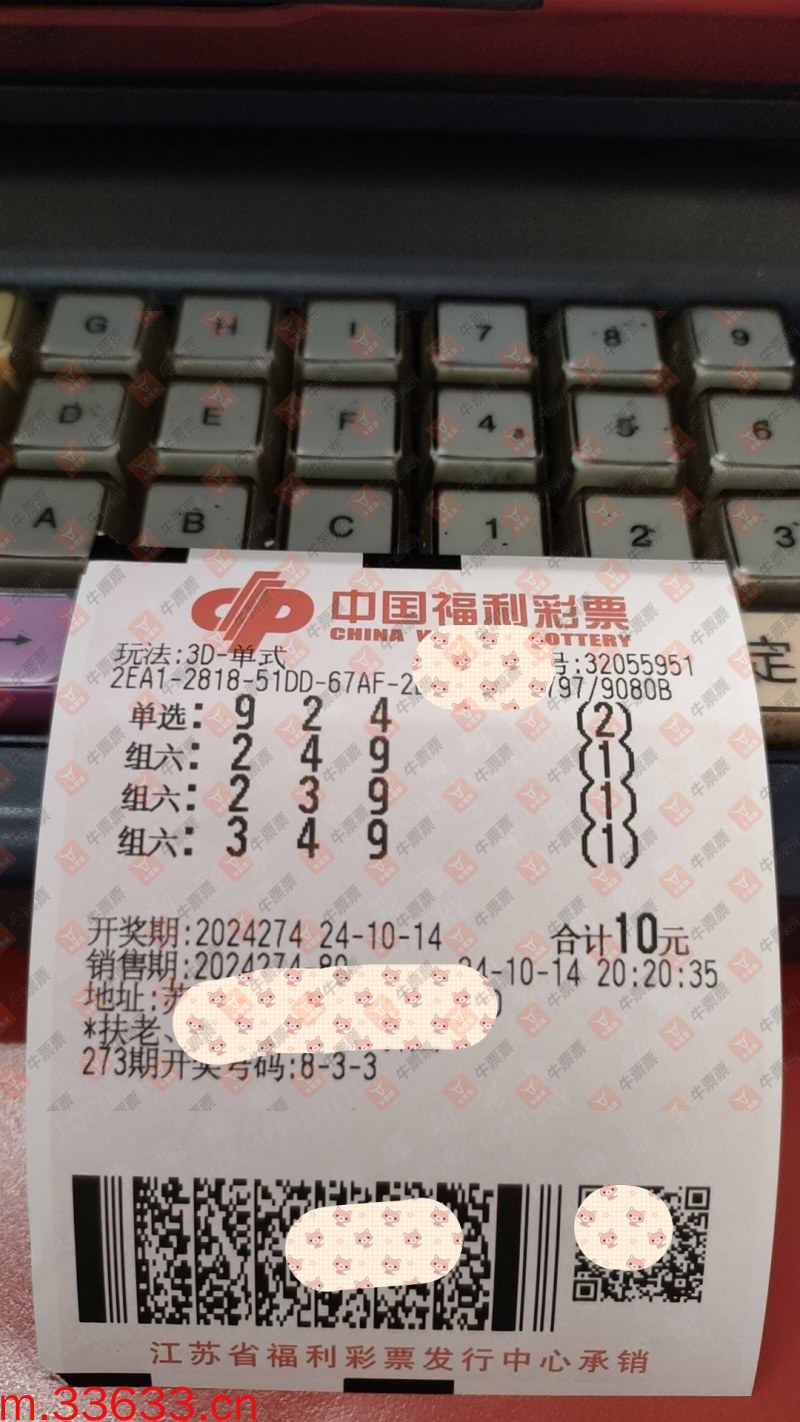 G H I 7 8 9
D E F 4 5 6
A B C 1 2 3
→ 定
中国福利彩票
CHINA LOTTERY
玩法:3D-单式 号:32055951
2EA1-2818-51DD-67AF-2 797/9080B
单选: 9 2 4 (2)
组六: 2 4 9 (1)
组六: 2 3 9 (1)
组六: 3 4 9 (1)
开奖期:2024274 24-10-14 合计10元
销售期:2024274 24-10-14 20:20:35
地址:苏
*扶老、
273期开奖号码:8-3-3
江苏省福利彩票发行中心承销
m.33633.cn
牛票票